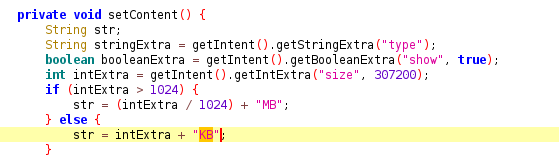 private void setContent() {
String str;
String stringExtra = getIntent().getStringExtra("type");
boolean booleanExtra = getIntent().getBooleanExtra("show", true);
int intExtra = getIntent().getIntExtra("size", 307200);
if (intExtra > 1024) {
str = (intExtra / 1024) + "MB";
} else {
str = intExtra + "KB";
}